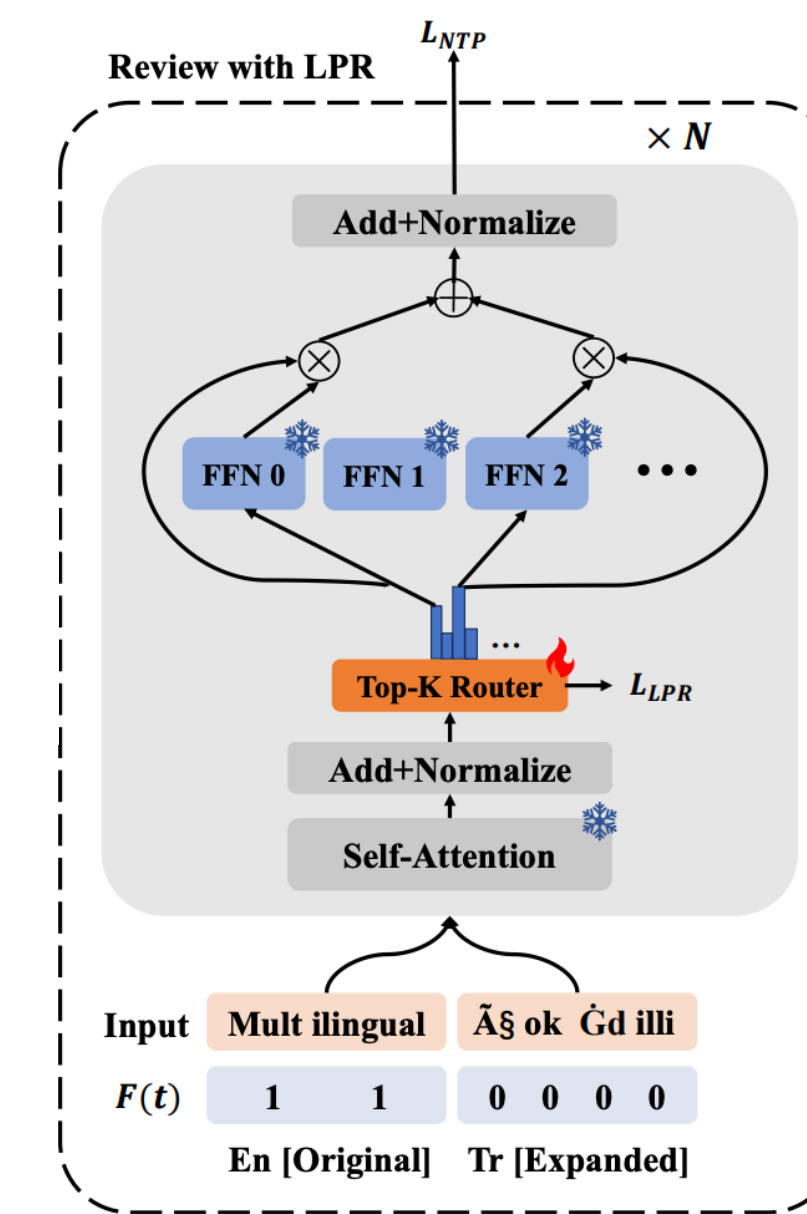 L_NTP
Review with LPR
× N
Add+Normalize
FFN 0 FFN 1 FFN 2 •••
...
Top-K Router L_LPR
Add+Normalize
Self-Attention
Input Mult ilingual Ã§ ok Ġd illi
F(t) 1 1 0 0 0 0
En [Original] Tr [Expanded]